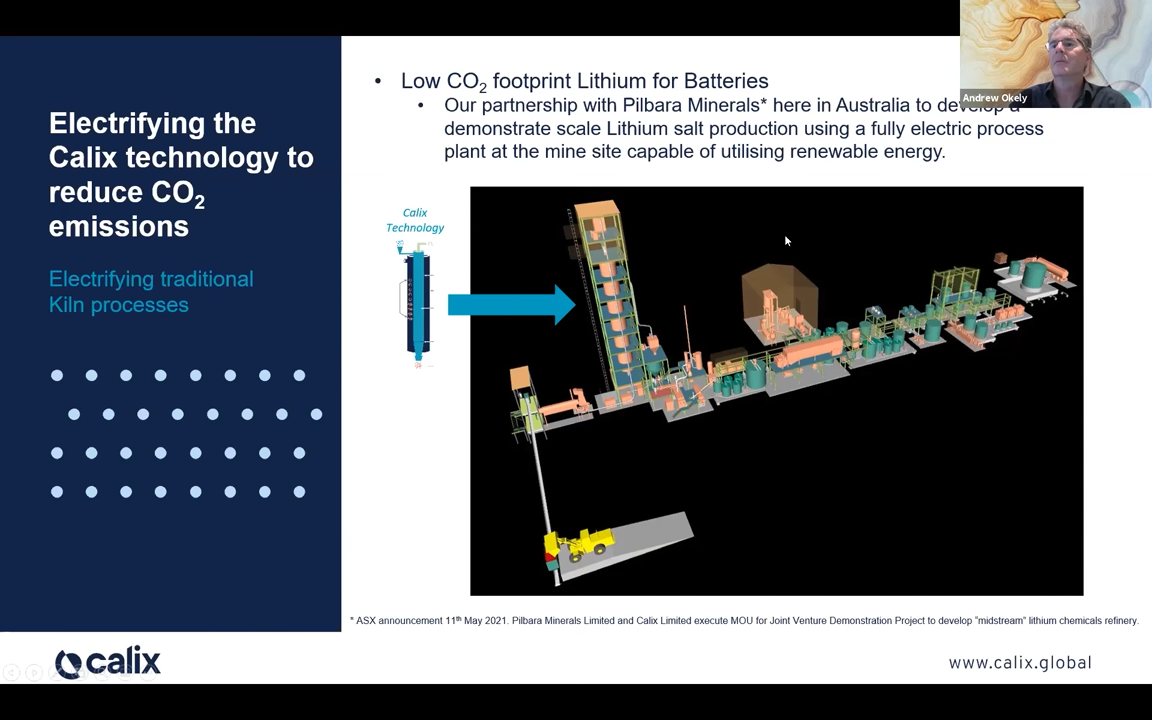 Electrifying the
Calix technology to
reduce CO₂
emissions
Electrifying traditional
Kiln processes
• Low CO₂ footprint Lithium for Batteries
• Our partnership with Pilbara Minerals* here in Australia to develop a
demonstrate scale Lithium salt production using a fully electric process
plant at the mine site capable of utilising renewable energy.
Andrew Okely
Calix
Technology
* ASX announcement 11th May 2021. Pilbara Minerals Limited and Calix Limited execute MOU for Joint Venture Demonstration Project to develop "midstream" lithium chemicals refinery.
calix
www.calix.global